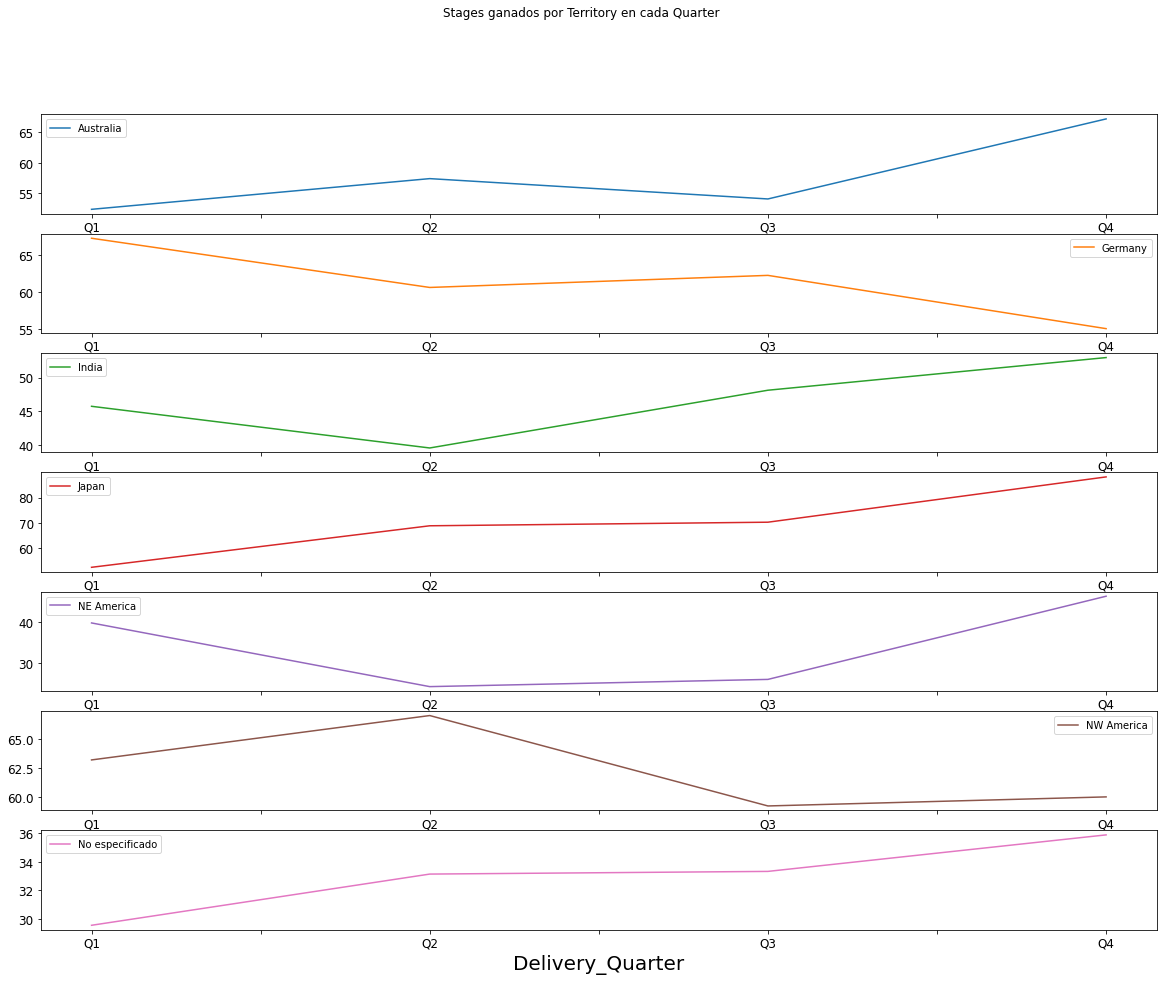 Stages ganados por Territory en cada Quarter
Australia
65
60
55
Q1 Q2 Q3 Q4
Germany
65
60
55
Q1 Q2 Q3 Q4
India
50
45
40
Q1 Q2 Q3 Q4
Japan
80
70
60
Q1 Q2 Q3 Q4
NE America
40
30
Q1 Q2 Q3 Q4
NW America
65.0
62.5
60.0
Q1 Q2 Q3 Q4
36
No especificado
34
32
30
Q1 Q2 Q3 Q4
Delivery_Quarter